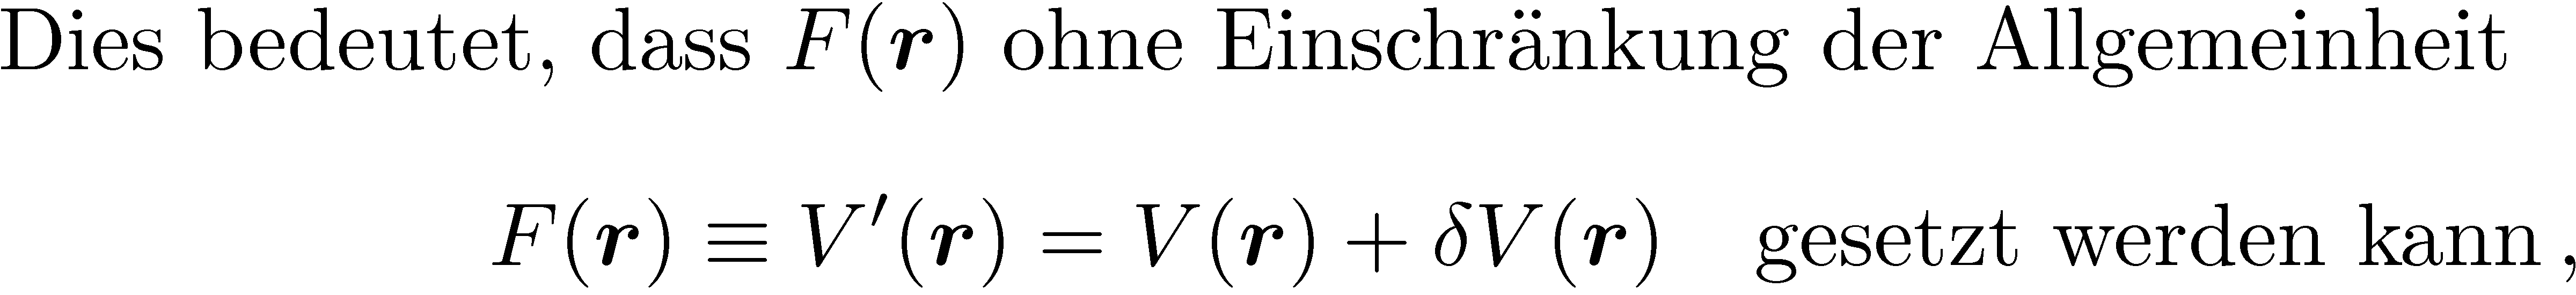 Dies bedeutet, dass F(r) ohne Einschränkung der Allgemeinheit
F(r) ≡ V′(r) = V(r) + δV(r) gesetzt werden kann,